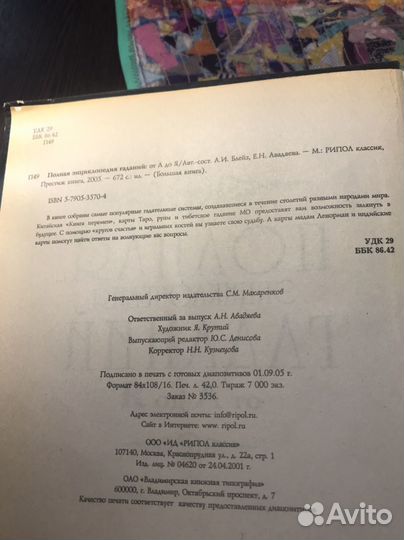 УДК 29
ББК 86.42
П49
П49 Полная энциклопедия гаданий: от А до Я/Авт.-сост. А.И. Блейз, Е.Н. Авадяева. — М.: РИПОЛ классик,
Престиж книга, 2005. — 672 с.: ил. — (Большая книга).
ISBN 5-7905-3570-4
В книге собраны самые популярные гадательные системы, создававшиеся в течение столетий разными народами мира.
Китайская «Книга перемен», карты Таро, руны и тибетское гадание МО предоставят вам возможность заглянуть в
будущее. С помощью «кругов счастья» и игральных костей вы узнаете свою судьбу. А карты мадам Ленорман и индийские
карты помогут найти ответы на волнующие вас вопросы.
УДК 29
ББК 86.42
Генеральный директор издательства С.М. Макаренков
Ответственный за выпуск А.Н. Авадяева
Художник Я. Крутий
Выпускающий редактор Ю.С. Денисова
Корректор Н.Н. Кузнецова
Подписано в печать с готовых диапозитивов 01.09.05 г.
Формат 84х108/16. Печ. л. 42,0. Тираж 7 000 экз.
Заказ № 3536.
Адрес электронной почты: info@ripol.ru
Сайт в Интернете: www.ripol.ru
ООО «ИД «РИПОЛ классик»
107140, Москва, Краснопрудная ул., д. 22а, стр. 1
Изд. лиц. № 04620 от 24.04.2001 г.
ОАО «Владимирская книжная типография»
600000, г. Владимир, Октябрьский проспект, д. 7
Качество печати соответствует качеству предоставленных диапозитивов
Avito